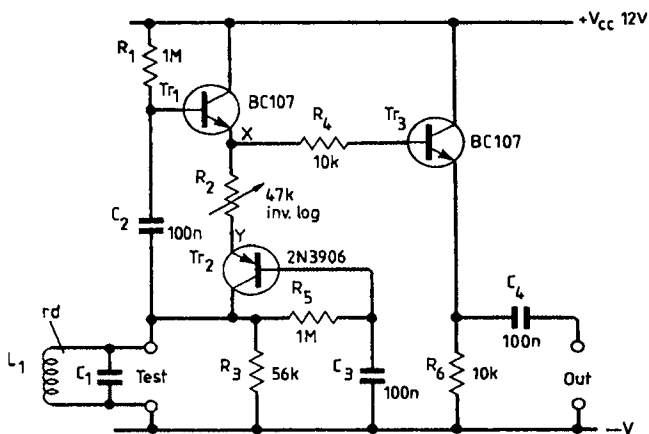 +VCC 12V
R1
1M
Tr1
BC107
X
R4
10k
Tr3
BC107
R2
47k
inv. log
C2
100n
Y
Tr2
2N3906
R5
1M
C4
100n
rd
L1
C1
Test
R3
56k
C3
100n
R6
10k
Out
—V